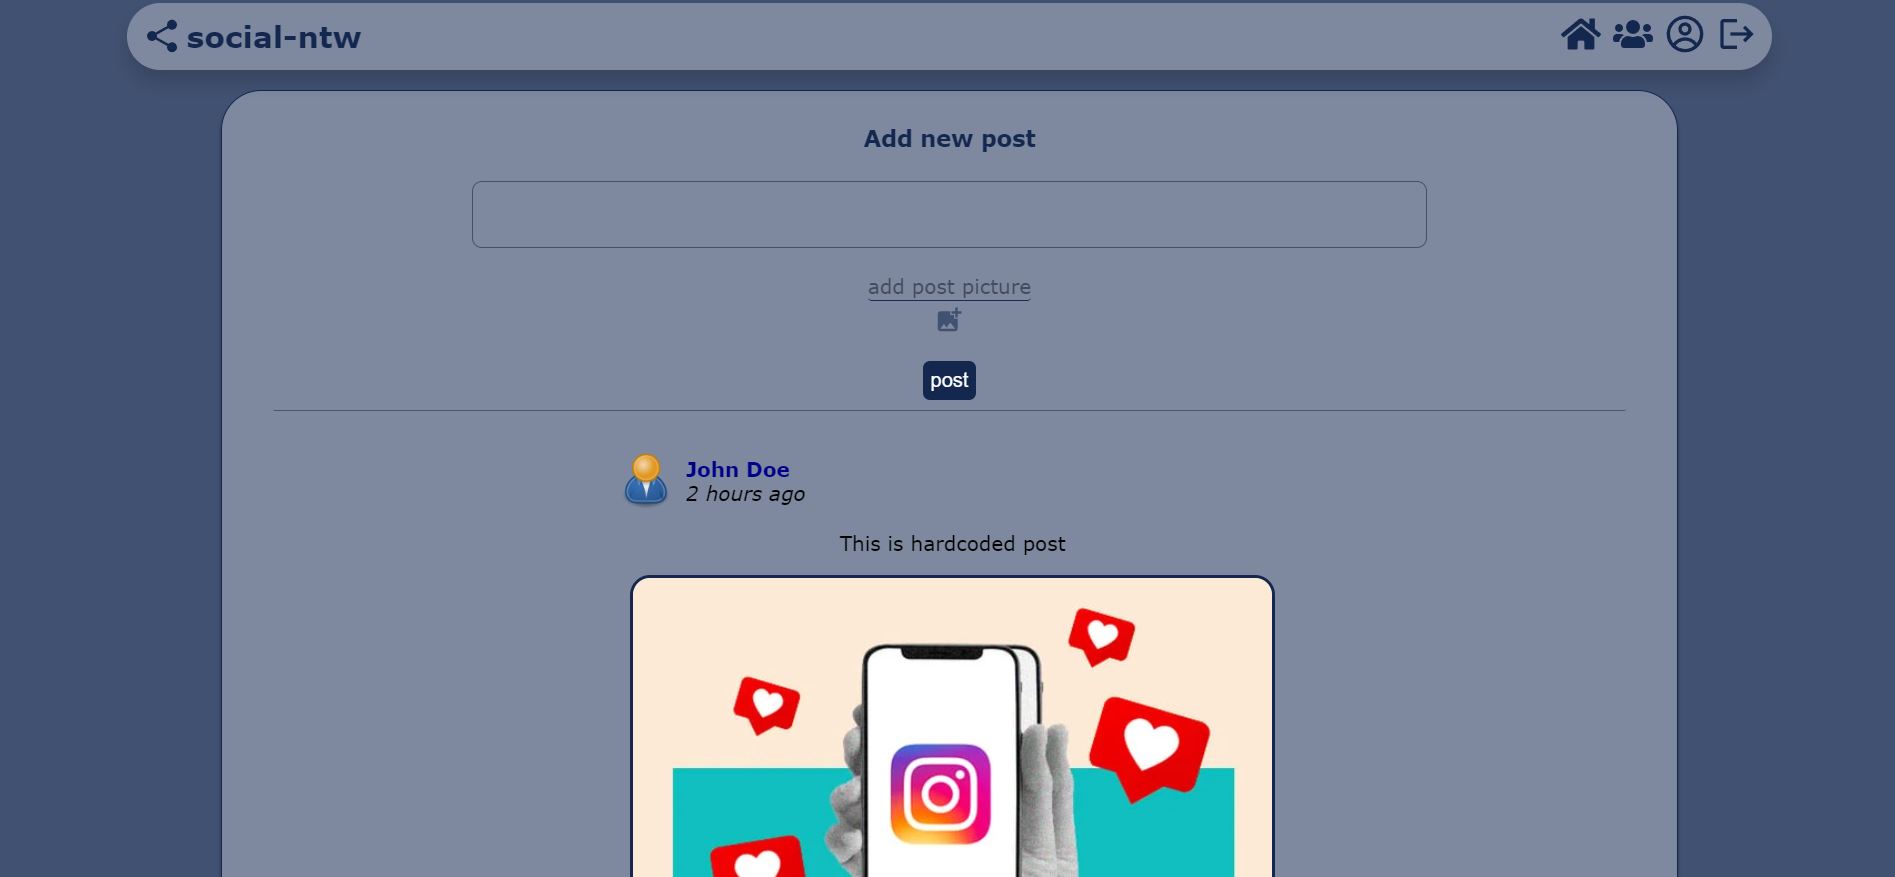 social-ntw
Add new post
add post picture
post
John Doe
2 hours ago
This is hardcoded post